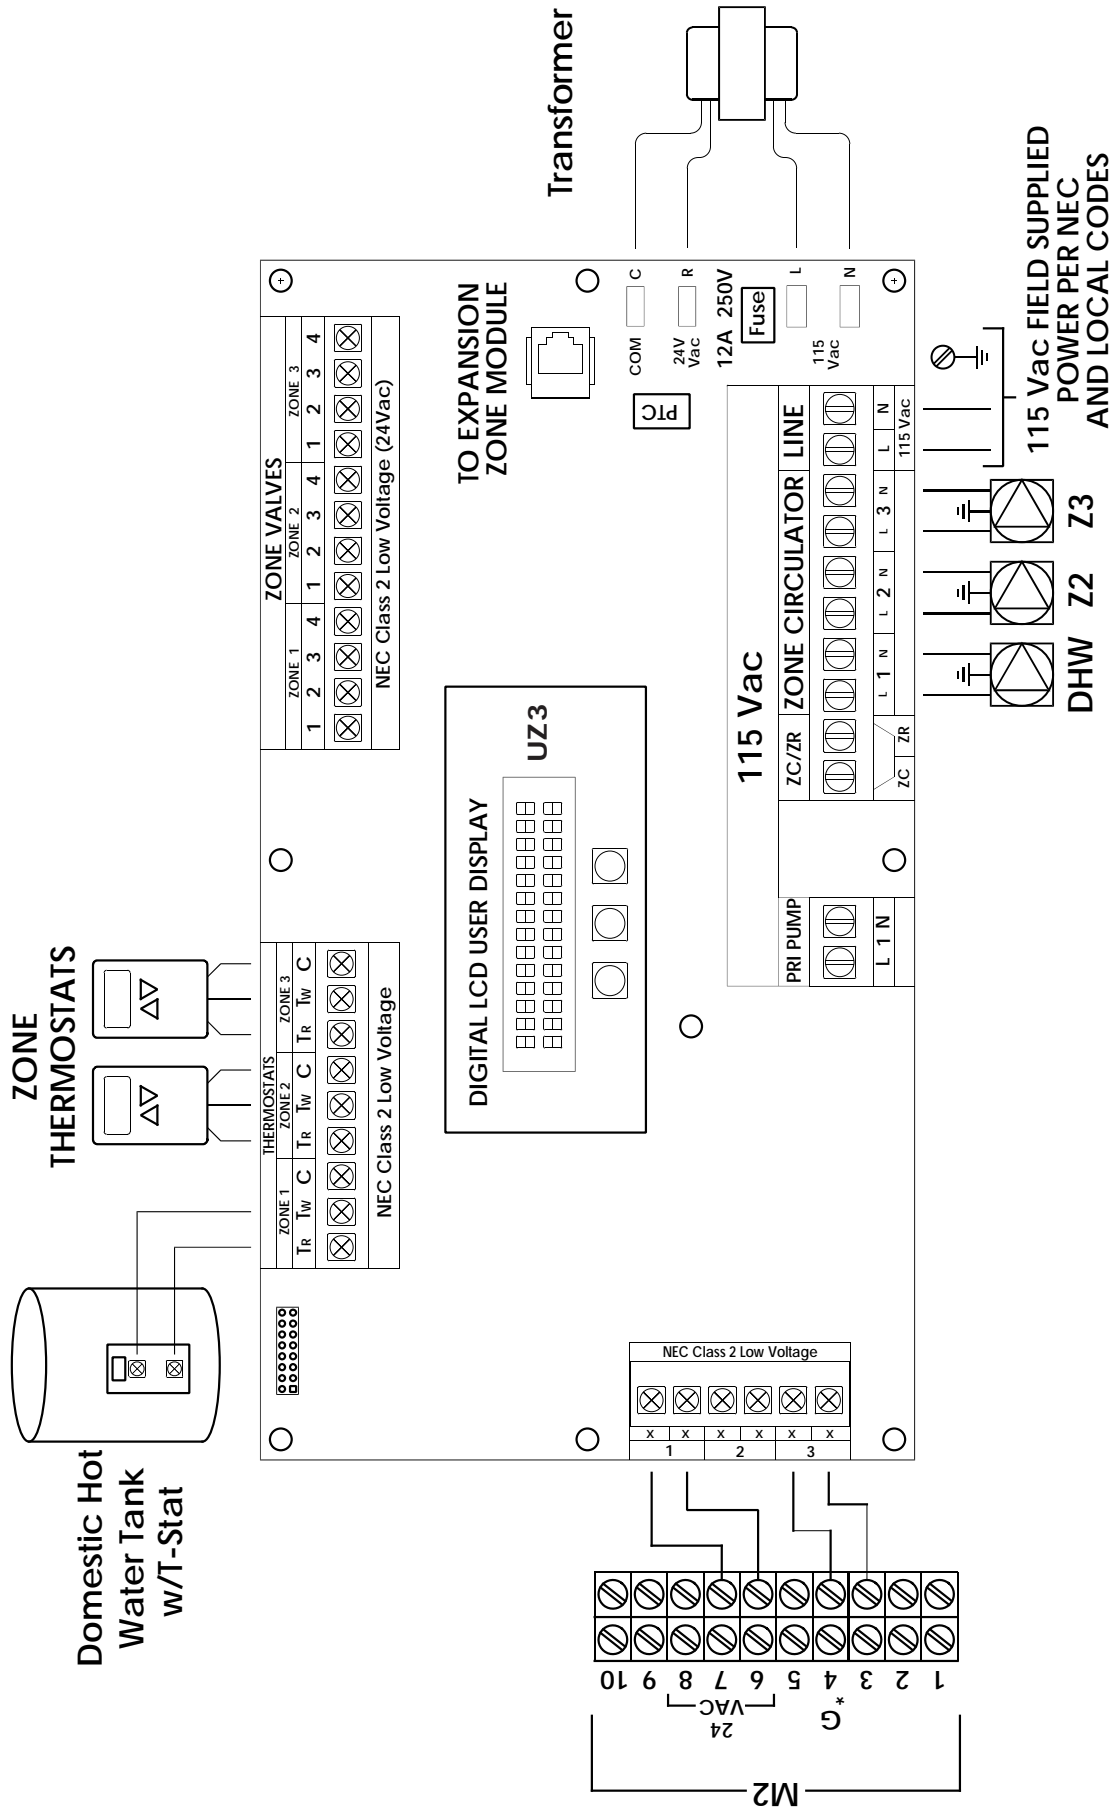 Domestic Hot
Water Tank
w/T-Stat
ZONE
THERMOSTATS
Transformer
THERMOSTATS
ZONE 1 ZONE 2 ZONE 3
TR TW C TR TW C TR TW C
NEC Class 2 Low Voltage
ZONE VALVES
ZONE 1 ZONE 2 ZONE 3
1 2 3 4 1 2 3 4 1 2 3 4
NEC Class 2 Low Voltage (24Vac)
TO EXPANSION
ZONE MODULE
DIGITAL LCD USER DISPLAY
UZ3
COM C
24V
Vac
R
PTC
12A 250V
Fuse
L
115
Vac
N
115 Vac
PRI PUMP
L 1 N
ZC/ZR ZONE CIRCULATOR LINE
L 1 N L 2 N L 3 N L N
ZC ZR
115 Vac
NEC Class 2 Low Voltage
x x x x x x
1 2 3
M2
10 9 8 7 6 5 4 3 2 1
24
VAC
G*
DHW
Z2
Z3
115 Vac FIELD SUPPLIED
POWER PER NEC
AND LOCAL CODES